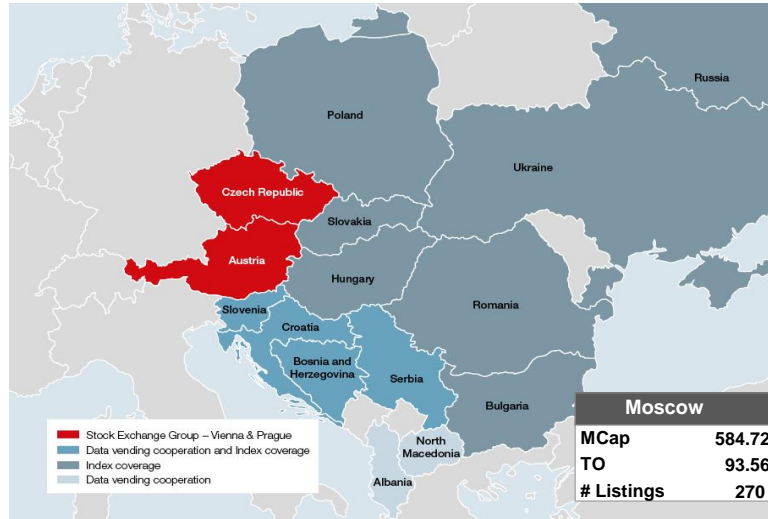 Russia
Poland
Ukraine
Czech Republic
Slovakia
Austria
Hungary
Slovenia
Romania
Croatia
Bosnia and
Herzegovina
Serbia
Bulgaria
North
Macedonia
Albania
Stock Exchange Group – Vienna & Prague
Data vending cooperation and Index coverage
Index coverage
Data vending cooperation
Moscow
MCap 584.72
TO 93.56
# Listings 270